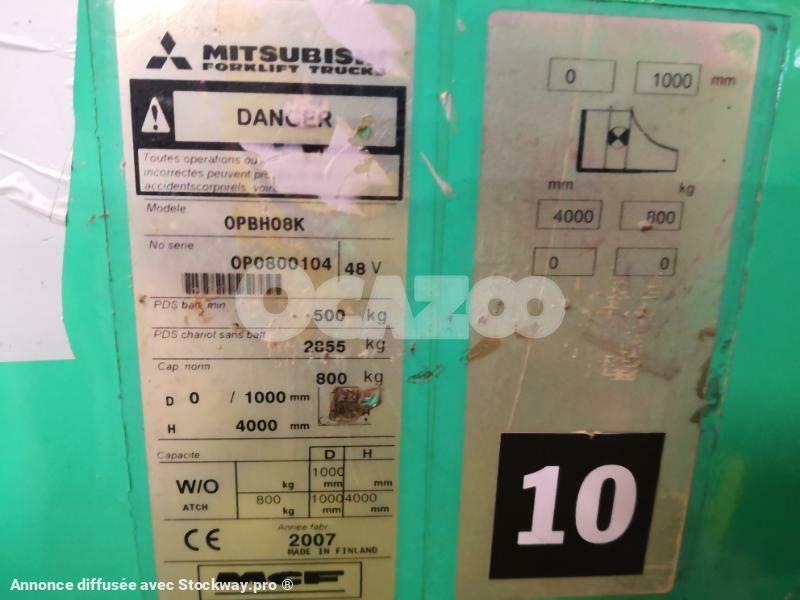 MITSUBISHI
FORKLIFT TRUCKS
DANGER
Toutes operations ou
incorrectes peuvent
accidentscorporels,
Modele
OPBH08K
No serie
OP0800104 48 V
PDS batt. min
500 kg
PDS chariot sans batt
2855 kg
Cap norm
800 kg
D 0 / 1000 mm
H 4000 mm
Capacite D H
W/O kg 1000 mm mm
ATCH 800 kg 1000 mm 4000 mm
CE
Annee fabr
2007
MADE IN FINLAND
MCF
0 1000 mm
mm kg
4000 800
0 0
10
OCAZOO
Annonce diffusée avec Stockway.pro ®